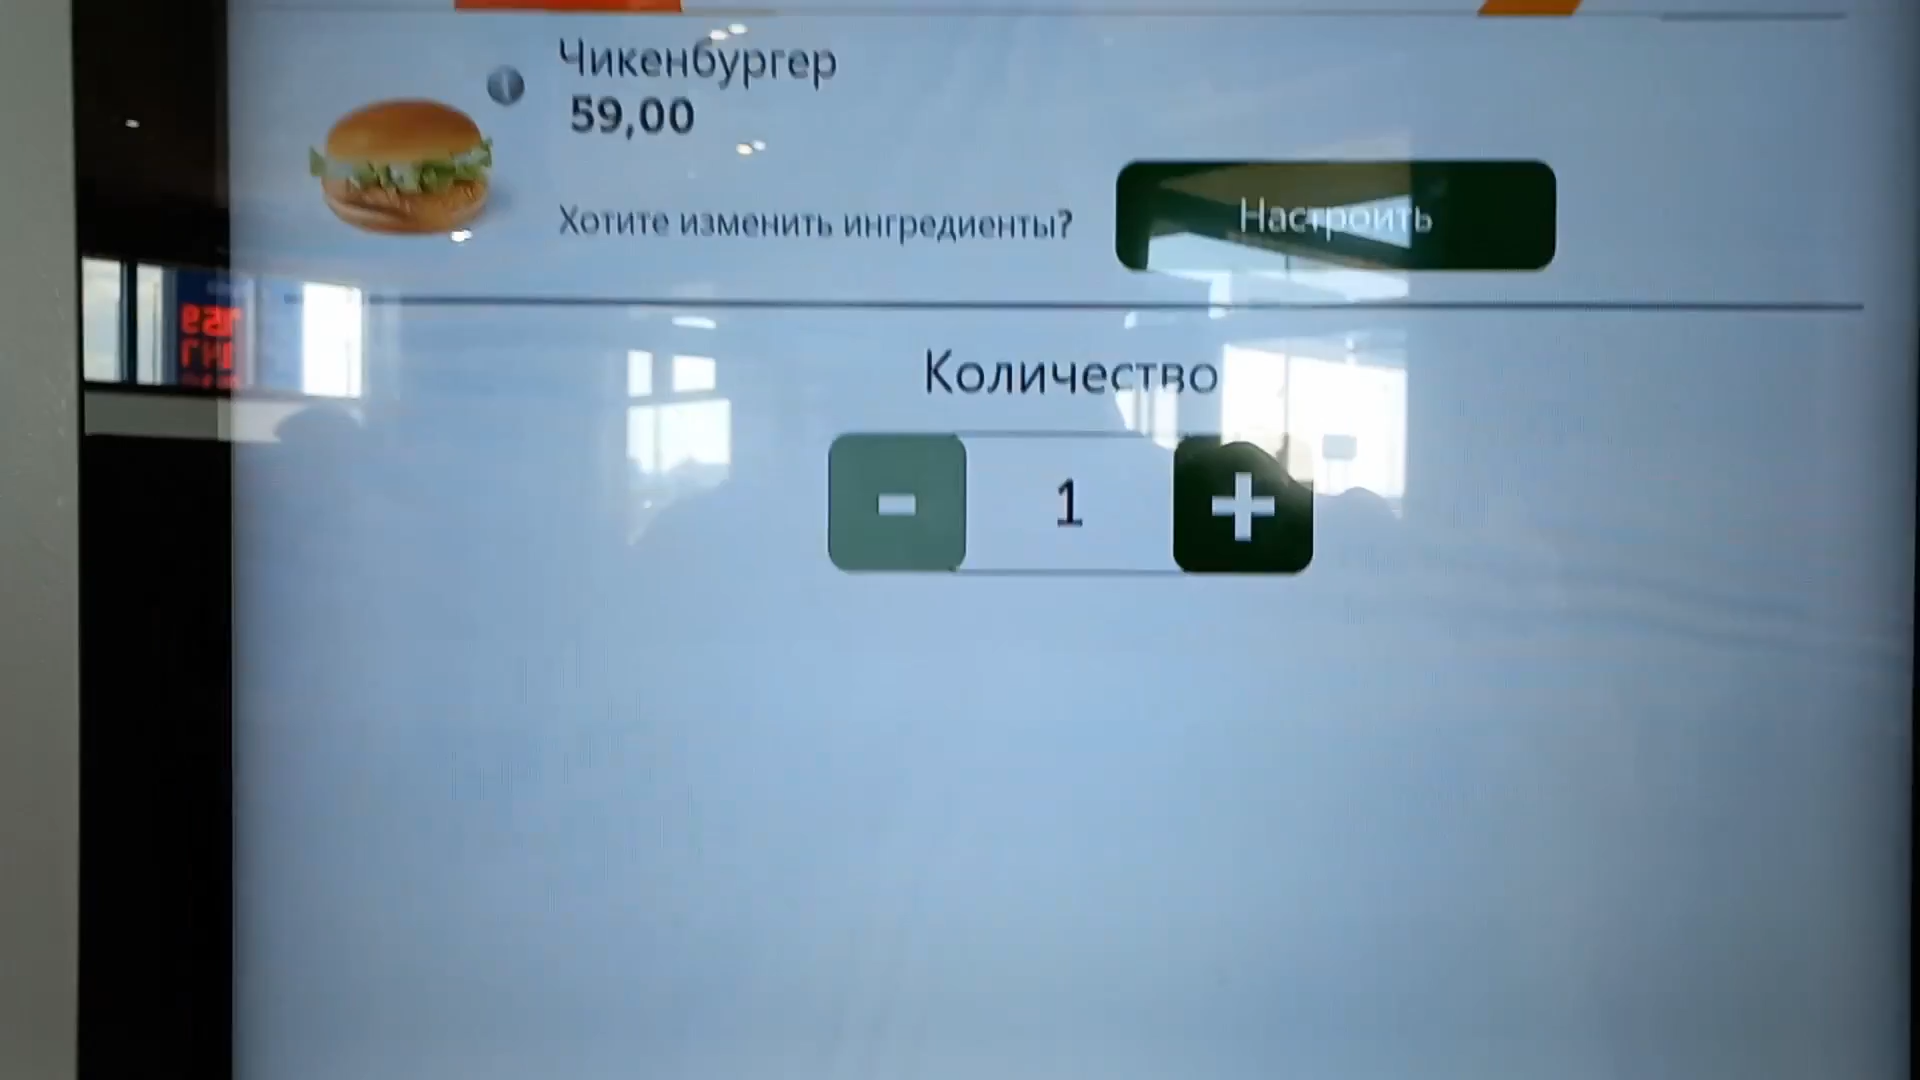 Чикенбургер
59,00
Хотите изменить ингредиенты?
Настроить
Количество
- 1 +